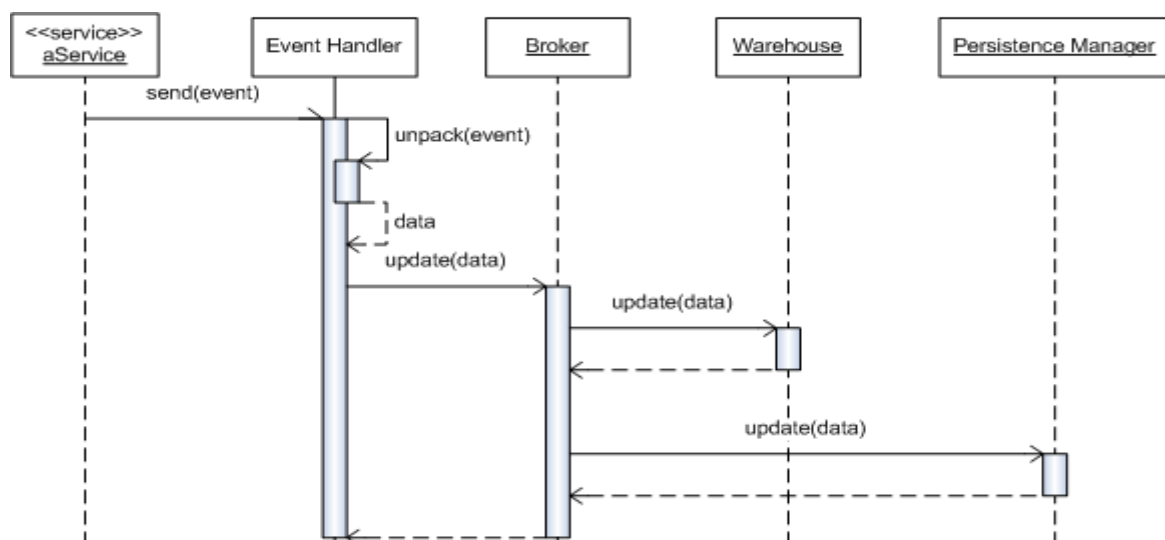 <<service>>
aService
Event Handler
Broker
Warehouse
Persistence Manager
send(event)
unpack(event)
data
update(data)
update(data)
update(data)